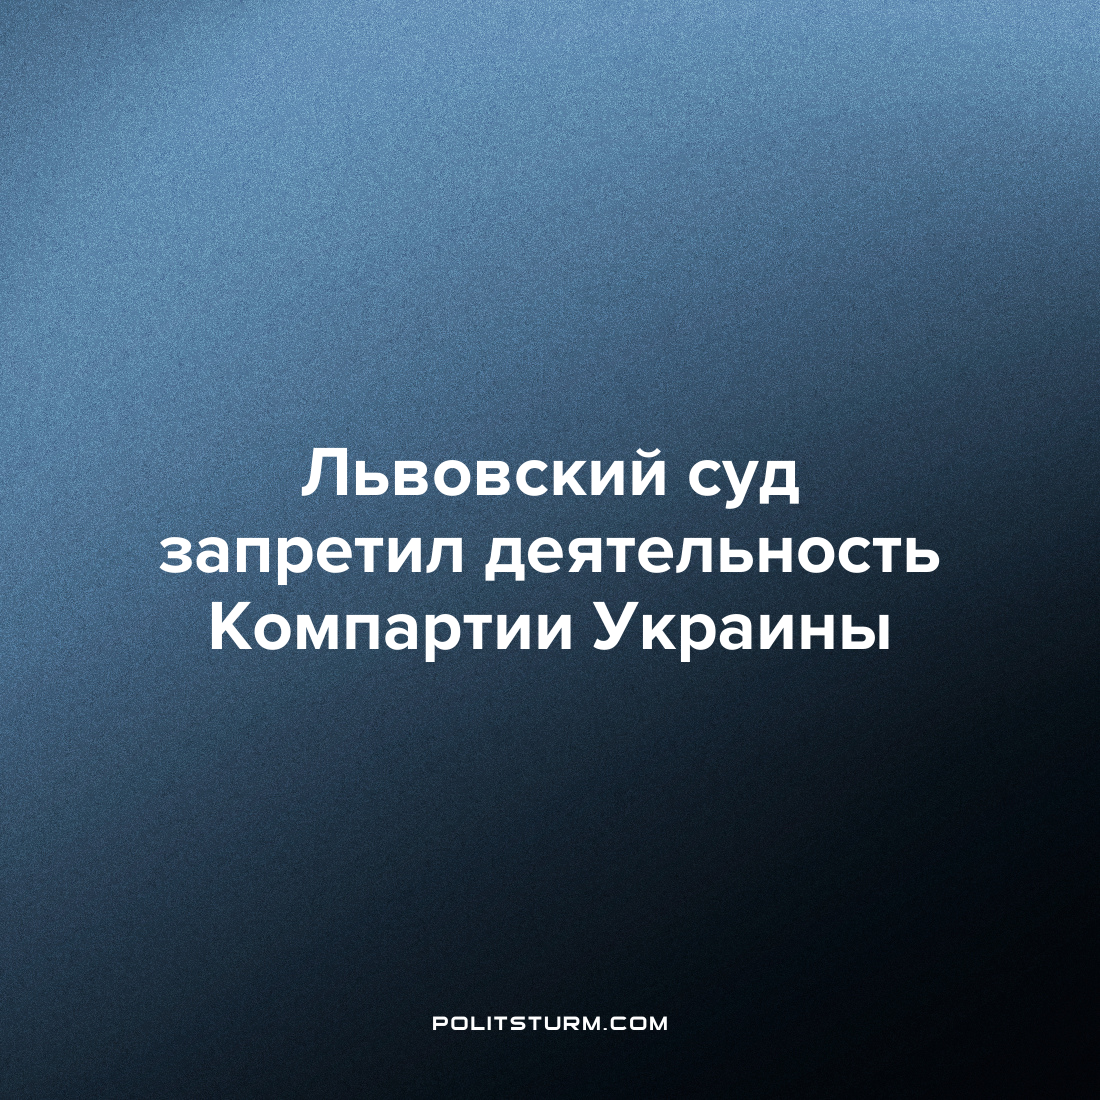 Львовский суд
запретил деятельность
Компартии Украины
POLITSTURM.COM